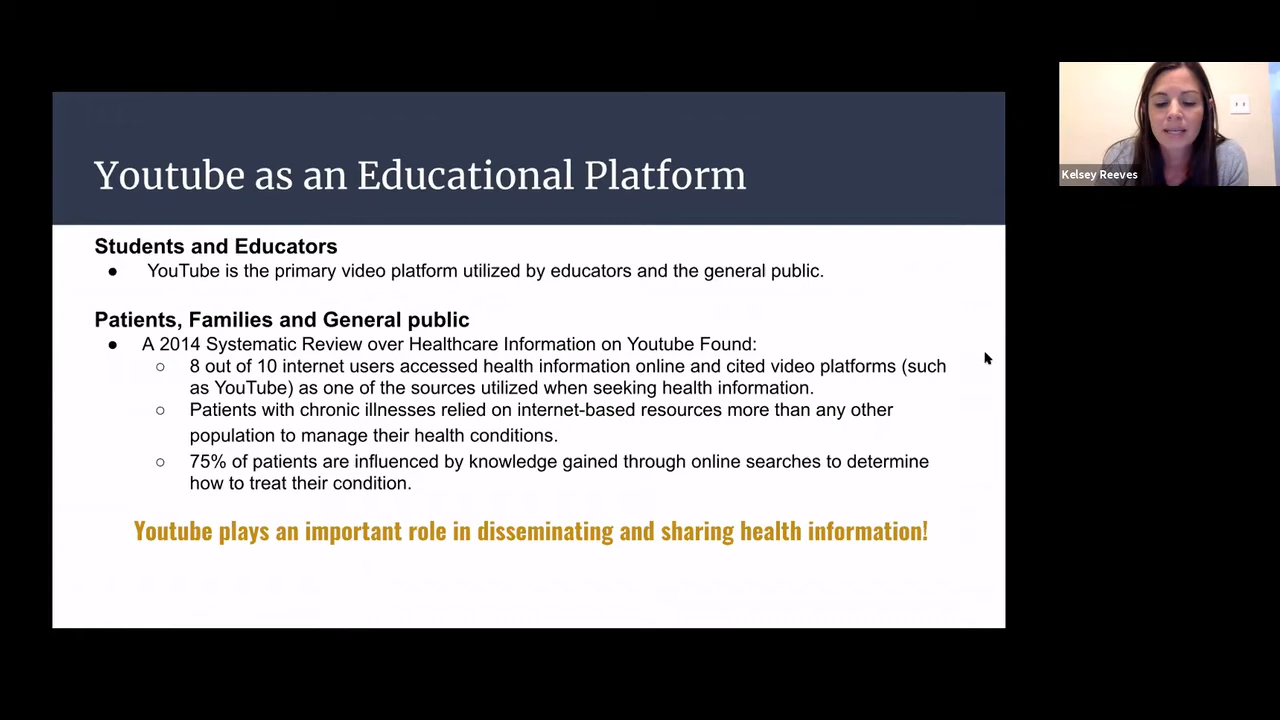 Youtube as an Educational Platform
Students and Educators
● YouTube is the primary video platform utilized by educators and the general public.
Patients, Families and General public
● A 2014 Systematic Review over Healthcare Information on Youtube Found:
○ 8 out of 10 internet users accessed health information online and cited video platforms (such
as YouTube) as one of the sources utilized when seeking health information.
○ Patients with chronic illnesses relied on internet-based resources more than any other
population to manage their health conditions.
○ 75% of patients are influenced by knowledge gained through online searches to determine
how to treat their condition.
Youtube plays an important role in disseminating and sharing health information!
Kelsey Reeves